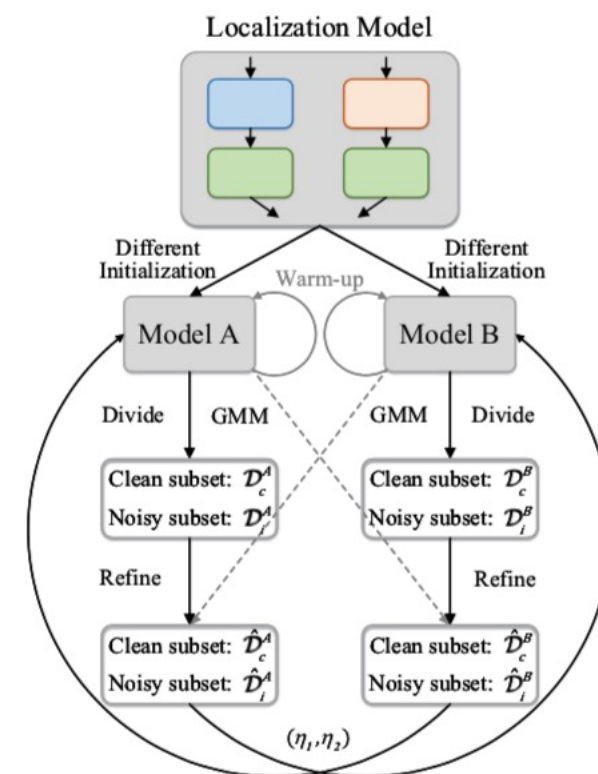 Localization Model
Different
Initialization
Different
Initialization
Warm-up
Model A
Model B
Divide
GMM
GMM
Divide
Clean subset: 𝒟_c^A
Noisy subset: 𝒟_i^A
Clean subset: 𝒟_c^B
Noisy subset: 𝒟_i^B
Refine
Refine
Clean subset: 𝒟̂_c^A
Noisy subset: 𝒟̂_i^A
Clean subset: 𝒟̂_c^B
Noisy subset: 𝒟̂_i^B
(η₁,η₂)